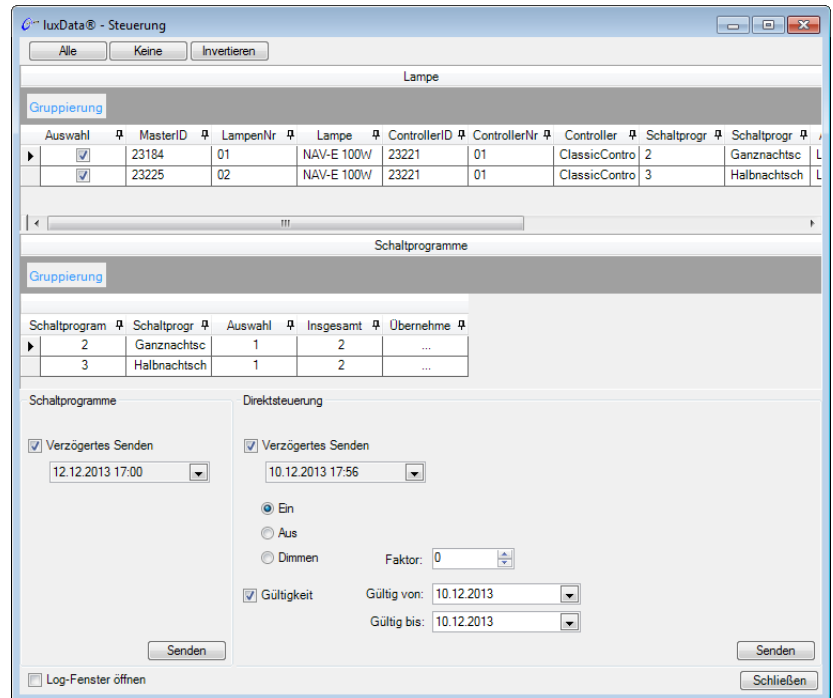 luxData® - Steuerung
Alle Keine Invertieren
Lampe
Gruppierung
Auswahl MasterID LampenNr Lampe ControllerID ControllerNr Controller Schaltprogr Schaltprogr
23184 01 NAV-E 100W 23221 01 ClassicContro 2 Ganznachtsc L
23225 02 NAV-E 100W 23221 01 ClassicContro 3 Halbnachtsch L
Schaltprogramme
Gruppierung
Schaltprogram Schaltprogr Auswahl Insgesamt Übernehme
2 Ganznachtsc 1 2 ...
3 Halbnachtsch 1 2 ...
Schaltprogramme Direktsteuerung
Verzögertes Senden Verzögertes Senden
12.12.2013 17:00 10.12.2013 17:56
Ein
Aus
Dimmen Faktor: 0
Gültigkeit Gültig von: 10.12.2013
Gültig bis: 10.12.2013
Senden Senden
Log-Fenster öffnen Schließen